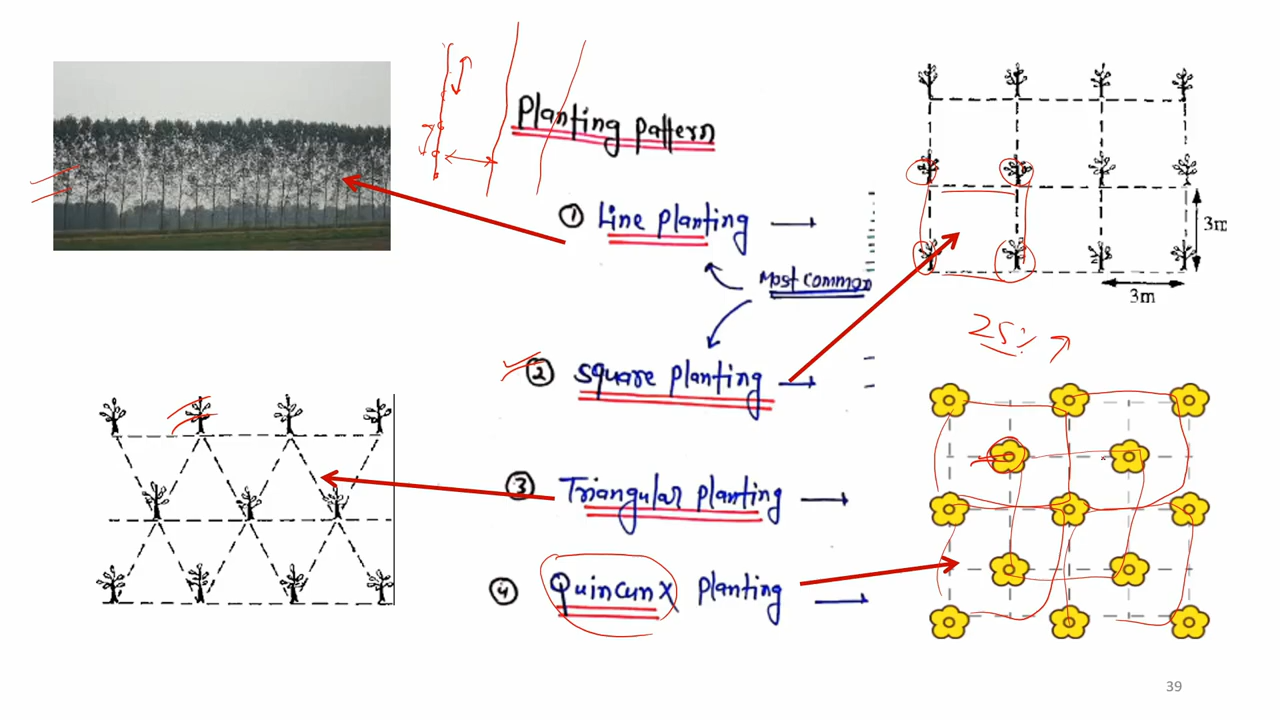 Planting pattern
① Line planting
Most common
② square planting
③ Triangular planting
④ Quincunx planting
3m
3m
25% ↗
39